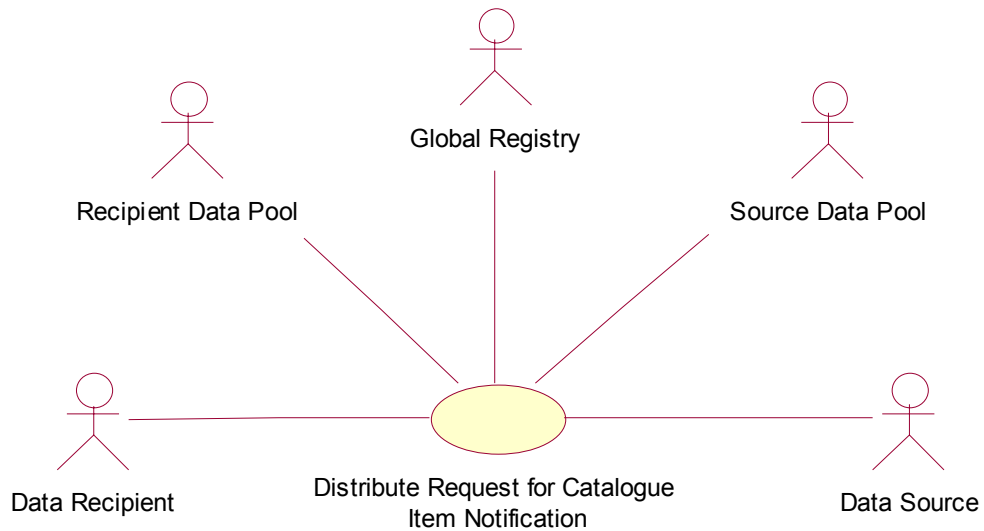 Global Registry
Recipient Data Pool
Source Data Pool
Data Recipient
Distribute Request for Catalogue
Item Notification
Data Source